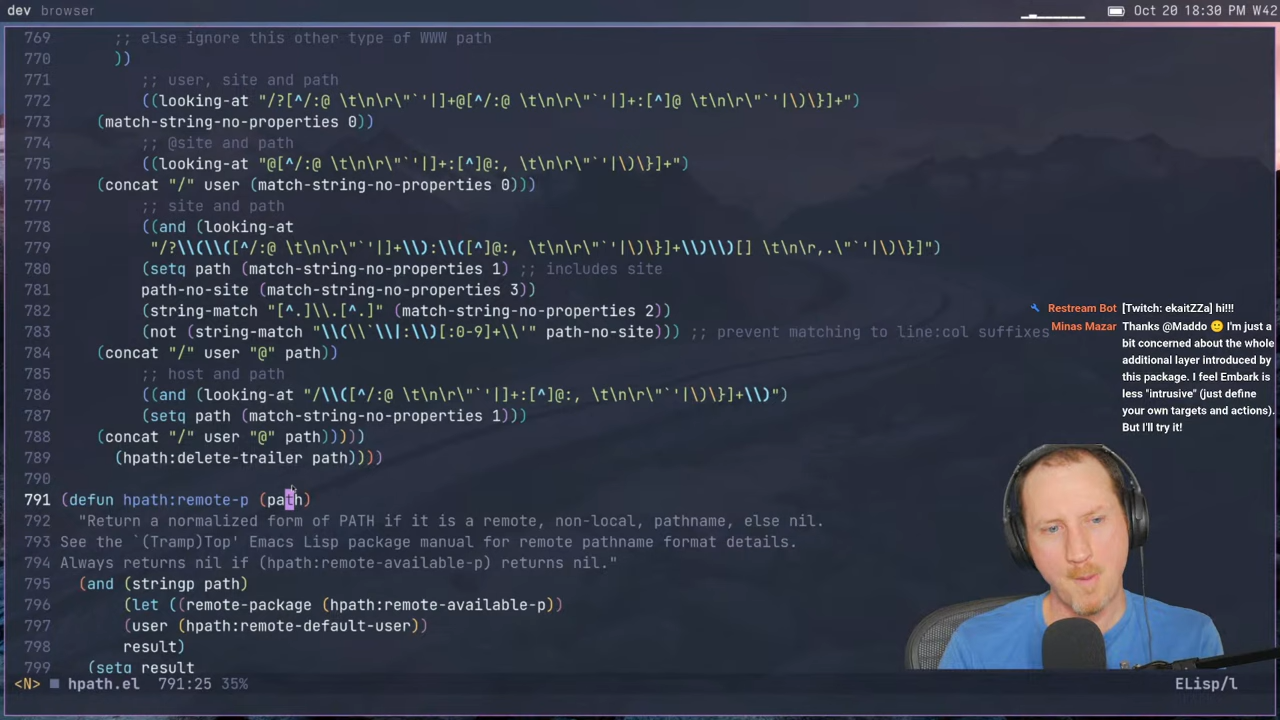 dev browser
Oct 20 18:30 PM W42
769 ;; else ignore this other type of WWW path
770 ))
771 ;; user, site and path
772 ((looking-at "/?[^/:@ \t\n\r\"`'|]+@[^/:@ \t\n\r\"`'|]+:[^]@ \t\n\r\"`'|\)\}]+")
773 (match-string-no-properties 0))
774 ;; @site and path
775 ((looking-at "@[^/:@ \t\n\r\"`'|]+:[^]@:, \t\n\r\"`'|\)\}]+")
776 (concat "/" user (match-string-no-properties 0)))
777 ;; site and path
778 ((and (looking-at
779 "/?\\(\\([^/:@ \t\n\r\"`'|]+\\):\\([^]@:, \t\n\r\"`'|\)\}]+\\)\\)[] \t\n\r,.\"`'|\)\}]")
780 (setq path (match-string-no-properties 1) ;; includes site
781 path-no-site (match-string-no-properties 3))
782 (string-match "[^.]\\.[^.]" (match-string-no-properties 2))
783 (not (string-match "\\(\\`\\|:\\)[:0-9]+\\'" path-no-site))) ;; prevent matching to line:col suffixes
784 (concat "/" user "@" path))
785 ;; host and path
786 ((and (looking-at "/\\([^/:@ \t\n\r\"`'|]+:[^]@:, \t\n\r\"`'|\)\}]+\\)")
787 (setq path (match-string-no-properties 1)))
788 (concat "/" user "@" path)))))
789 (hpath:delete-trailer path))))
790
791 (defun hpath:remote-p (path)
792 "Return a normalized form of PATH if it is a remote, non-local, pathname, else nil.
793 See the `(Tramp)Top' Emacs Lisp package manual for remote pathname format details.
794 Always returns nil if (hpath:remote-available-p) returns nil."
795 (and (stringp path)
796 (let ((remote-package (hpath:remote-available-p))
797 (user (hpath:remote-default-user))
798 result)
799 (setq result
<N> hpath.el 791:25 35% ELisp/l
Restream Bot [Twitch: ekaitZZa] hi!!!
Minas Mazar Thanks @Maddo 🙂 I'm just a
bit concerned about the whole
additional layer introduced by
this package. I feel Embark is
less "intrusive" (just define
your own targets and actions).
But I'll try it!